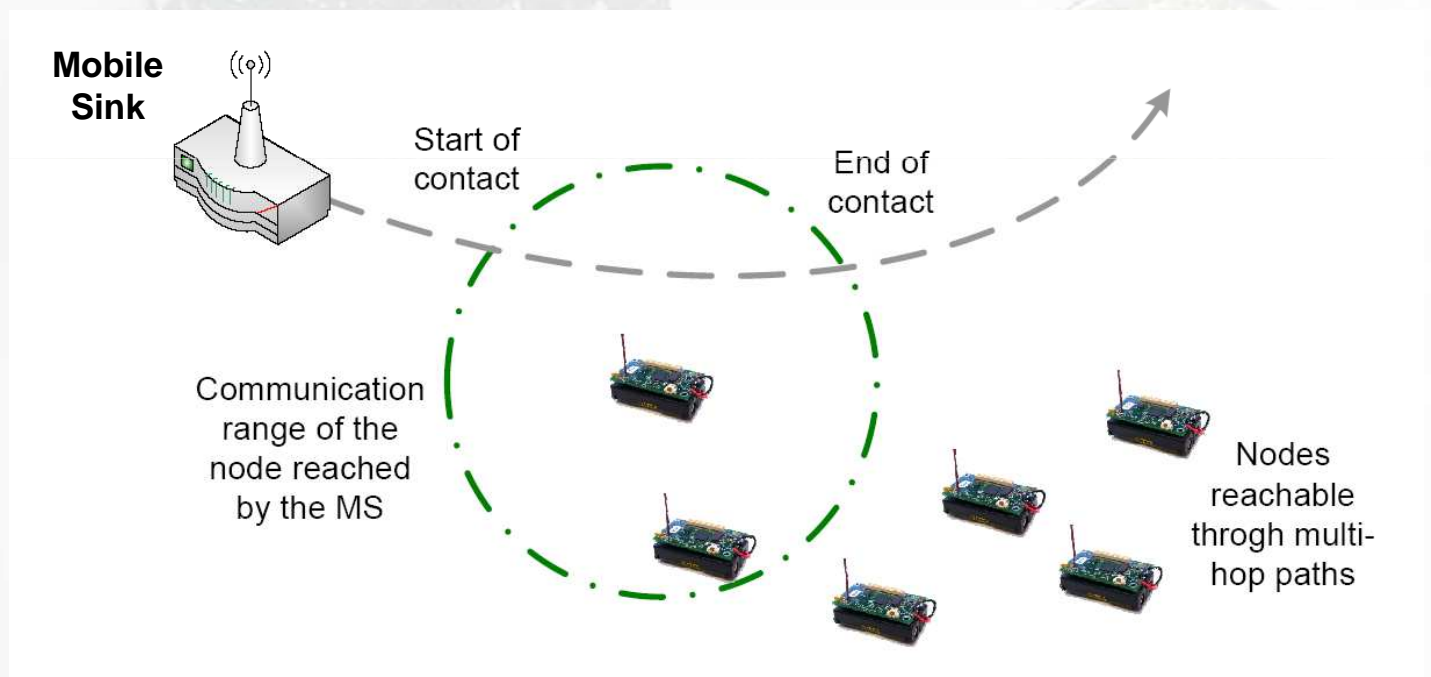 Mobile
Sink
Start of
contact
End of
contact
Communication
range of the
node reached
by the MS
Nodes
reachable
throgh multi-
hop paths